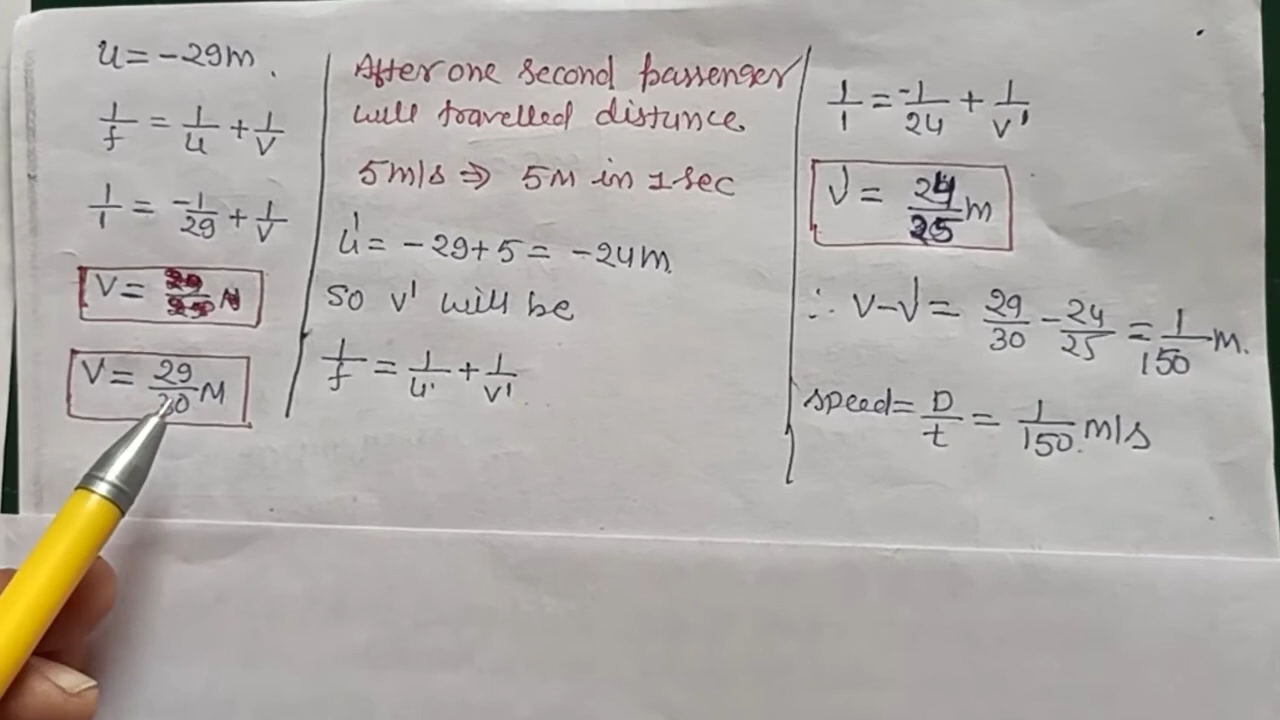 u = -29m.
1/f = 1/u + 1/v
1/1 = -1/29 + 1/v
V = 29/30 M
After one second passenger
will travelled distance.
5m/s ⇒ 5M in 1 sec
u' = -29+5 = -24m.
so v' will be
1/f = 1/u' + 1/v'
1/1 = -1/24 + 1/v'
v' = 24/25 m
∴ v-v' = 29/30 - 24/25 = 1/150 m.
speed = D/t = 1/150 m/s